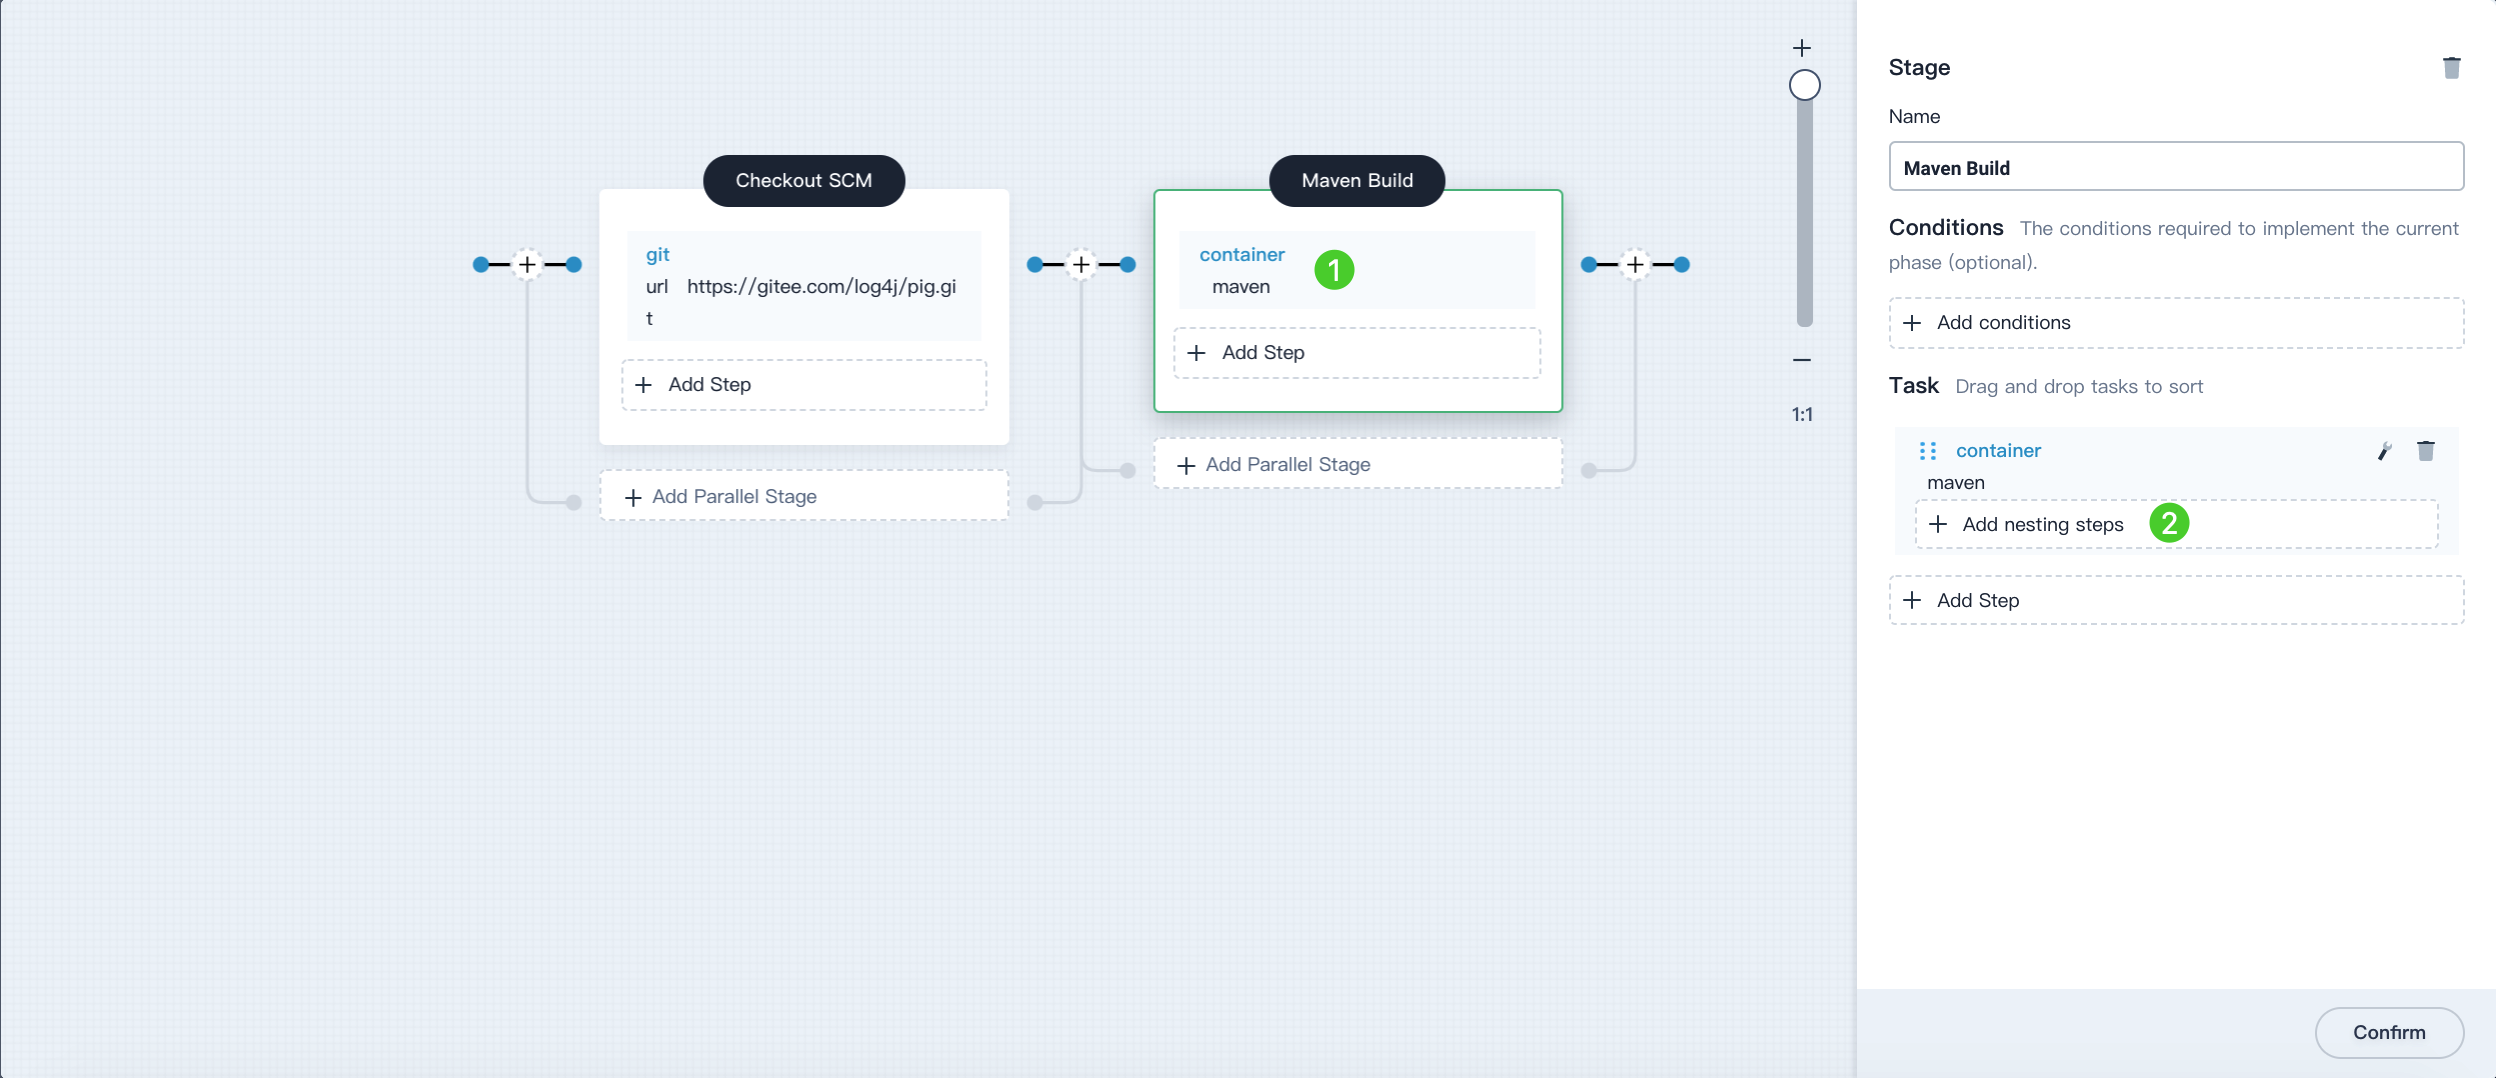 Checkout SCM
git
url https://gitee.com/log4j/pig.gi
t
Add Step
Add Parallel Stage
Maven Build
container
1
maven
Add Step
Add Parallel Stage
1:1
Stage
Name
Maven Build
Conditions The conditions required to implement the current
phase (optional).
Add conditions
Task Drag and drop tasks to sort
container
maven
Add nesting steps 2
Add Step
Confirm